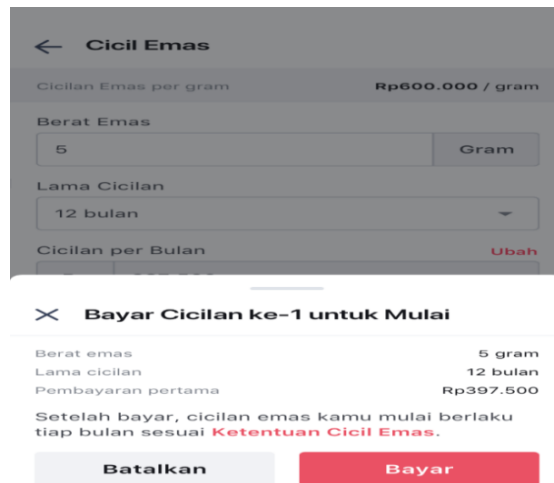 Cicil Emas
Cicilan Emas per gram Rp600.000 / gram
Berat Emas
5 Gram
Lama Cicilan
12 bulan
Cicilan per Bulan Ubah
Bayar Cicilan ke-1 untuk Mulai
Berat emas 5 gram
Lama cicilan 12 bulan
Pembayaran pertama Rp397.500
Setelah bayar, cicilan emas kamu mulai berlaku
tiap bulan sesuai Ketentuan Cicil Emas.
Batalkan Bayar